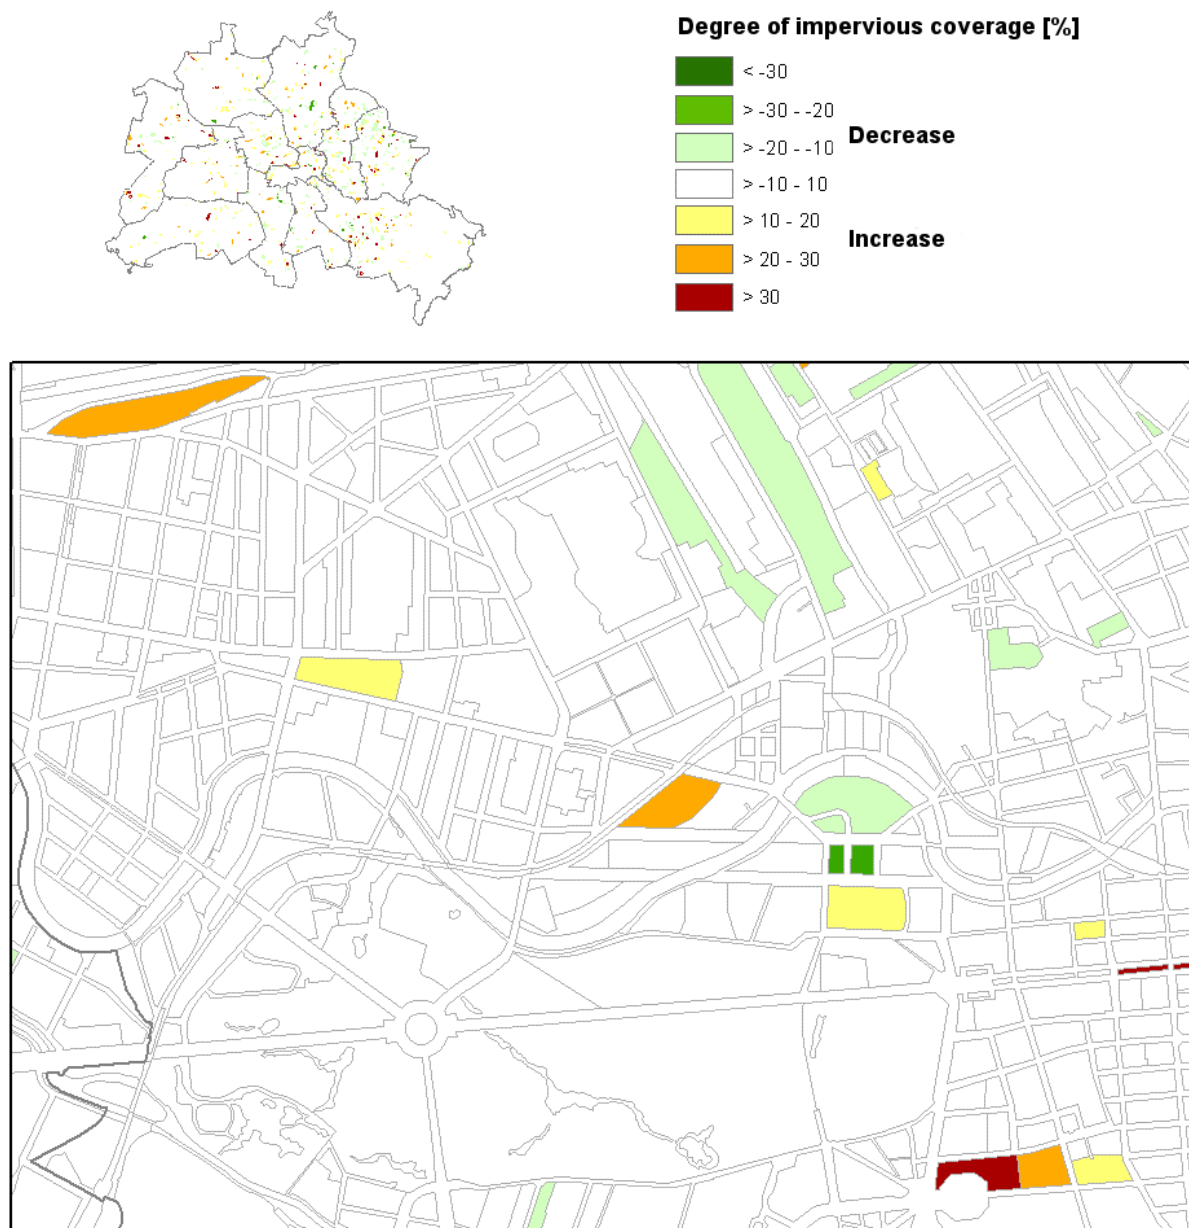 Degree of impervious coverage [%]
< -30
> -30 - -20
> -20 - -10
Decrease
> -10 - 10
> 10 - 20
Increase
> 20 - 30
> 30